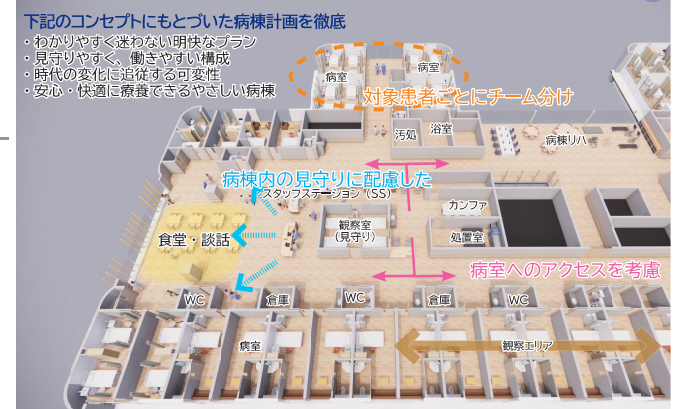 下記のコンセプトにもとづいた病棟計画を徹底
・わかりやすく迷わない明快なプラン
・見守りやすく、働きやすい構成
・時代の変化に追従する可変性
・安心・快適に療養できるやさしい病棟
病室
病室
対象患者ごとにチーム分け
汚処
浴室
病棟リハ
病棟内の見守りに配慮した
スタッフステーション（SS）
カンファ
食堂・談話
観察室
（見守り）
処置室
病室へのアクセスを考慮
WC
倉庫
WC
倉庫
WC
病室
観察エリア